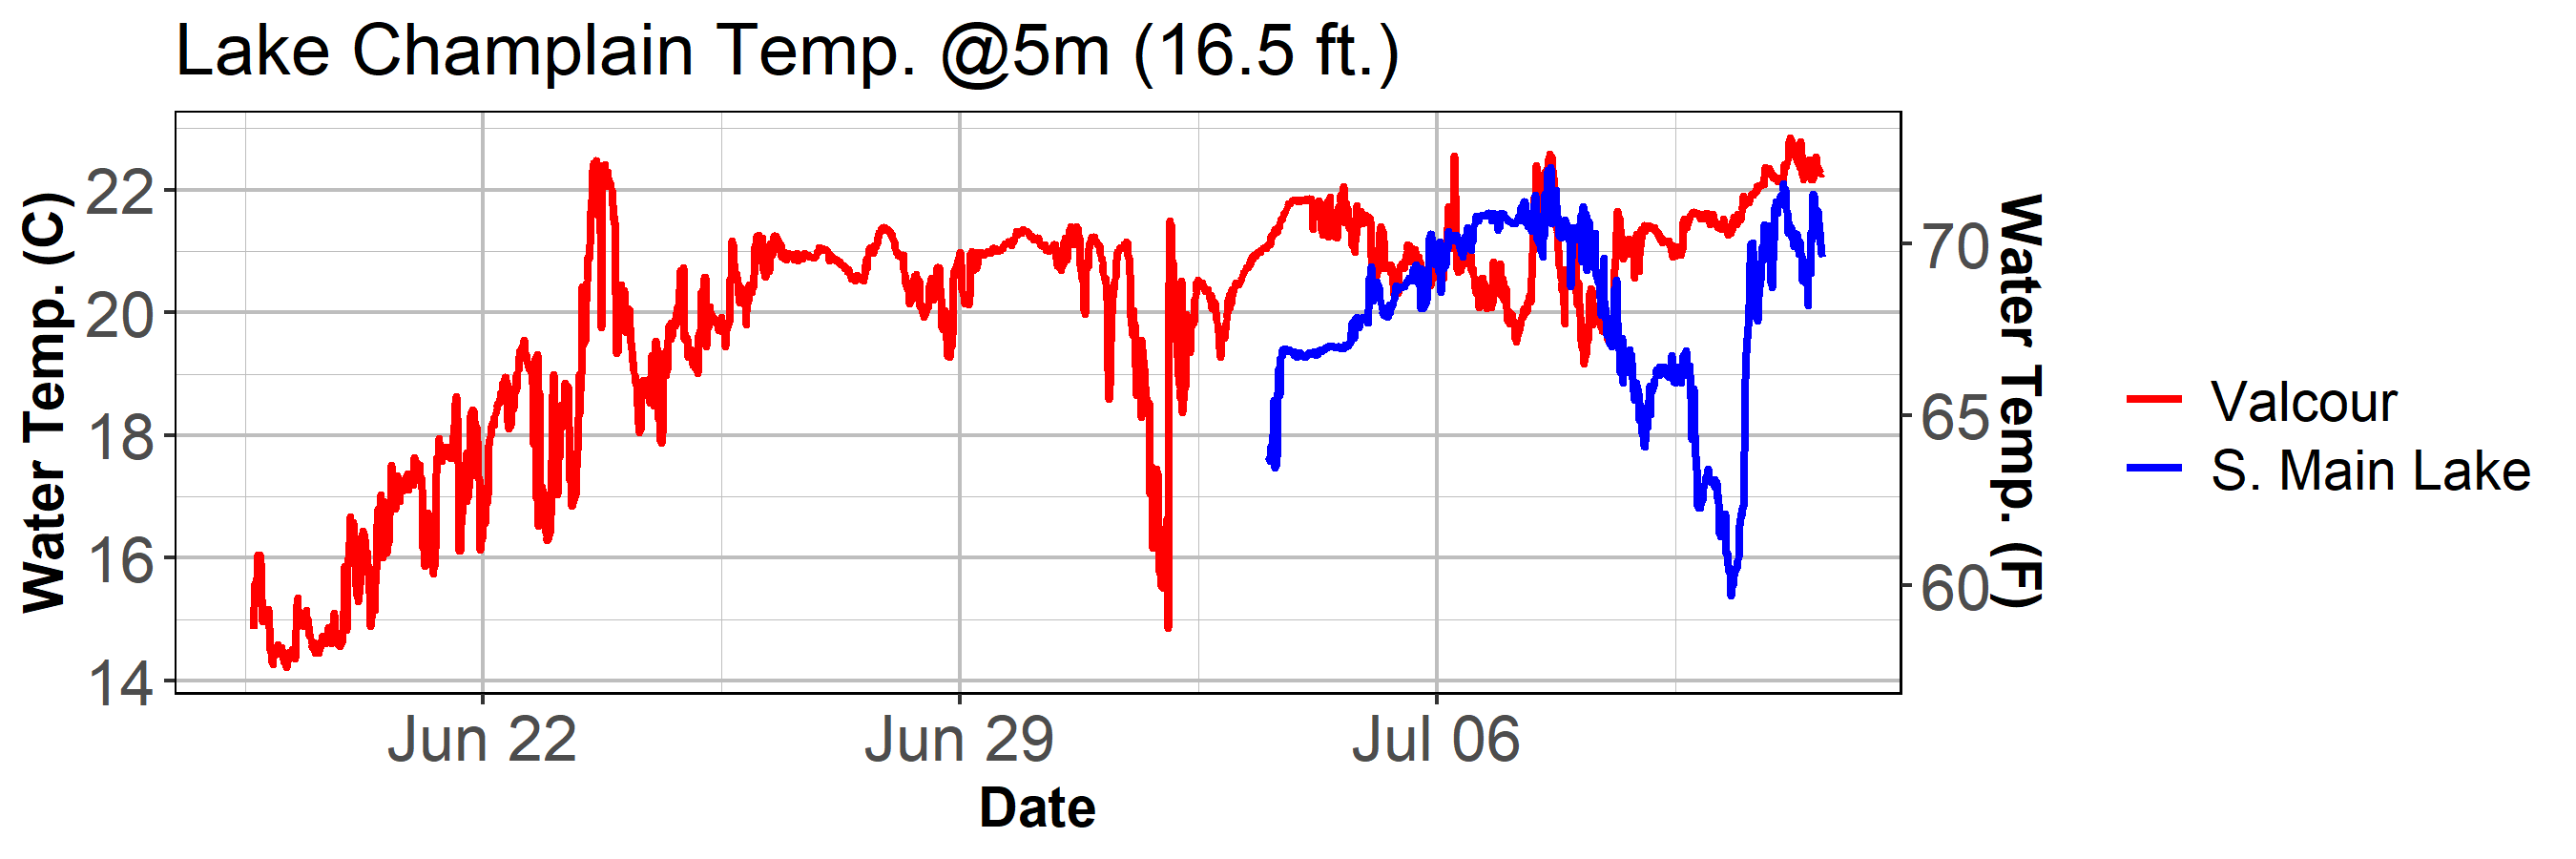 Lake Champlain Temp. @5m (16.5 ft.)
Water Temp. (C)
22
20
18
16
14
70
65
60
Water Temp. (F)
Jun 22
Jun 29
Jul 06
Date
Valcour
S. Main Lake